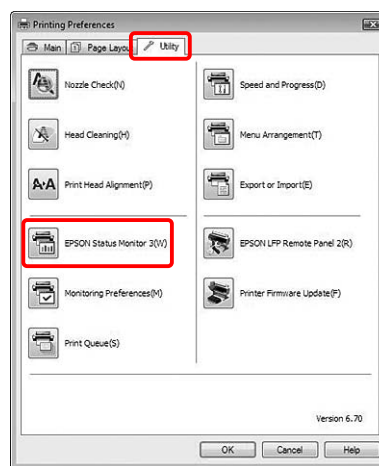 Printing Preferences
Main Page Layou Utility
Nozzle Check(N)
Speed and Progress(D)
Head Cleaning(H)
Menu Arrangement(T)
Print Head Alignment(P)
Export or Import(E)
EPSON Status Monitor 3(W)
EPSON LFP Remote Panel 2(R)
Monitoring Preferences(M)
Printer Firmware Update(F)
Print Queue(S)
Version 6.70
OK Cancel Help